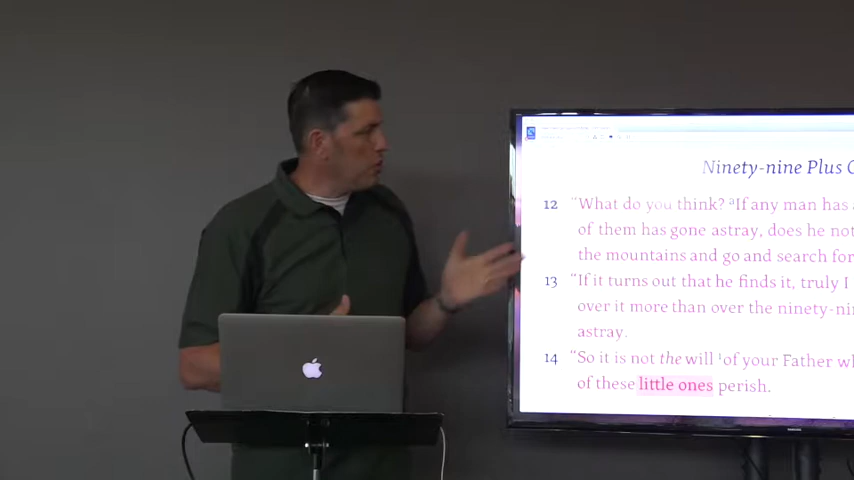 Ninety-nine Plus
12 "What do you think? ªIf any man has
of them has gone astray, does he not
the mountains and go and search for
13 "If it turns out that he finds it, truly I
over it more than over the ninety-ni
astray.
14 "So it is not the will ¹of your Father wh
of these little ones perish.
SAMSUNG